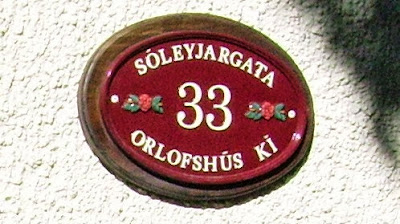 SÓLEYJARGATA
33
ORLOFSHÚS KÍ